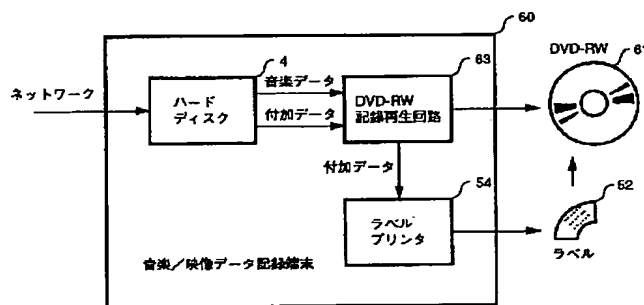 60
4
63
DVD-RW
ネットワーク
ハード
ディスク
音楽データ
付加データ
DVD-RW
記録再生回路
付加データ
54
ラベル
プリンタ
52
ラベル
音楽／映像データ記録端末